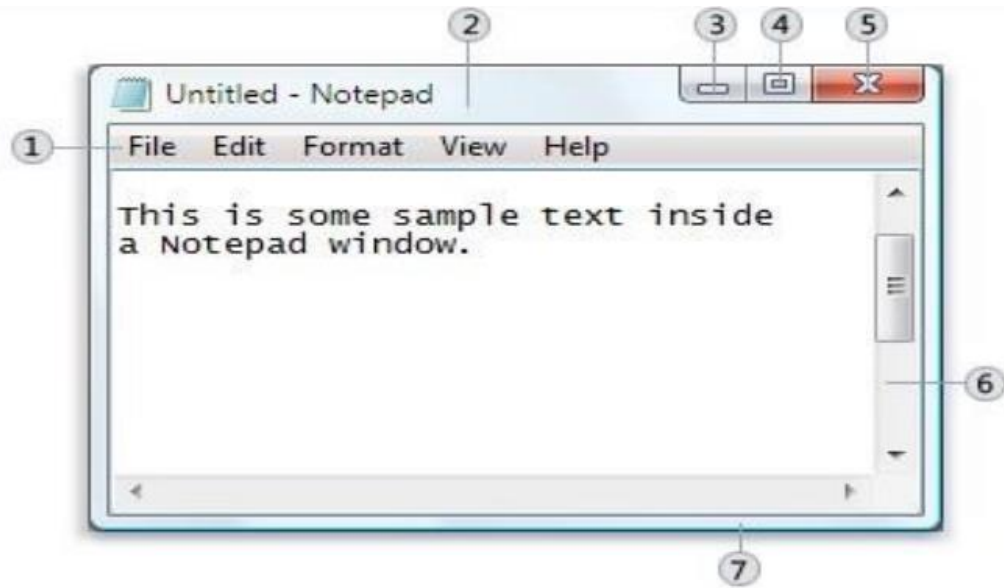 2 3 4 5
Untitled - Notepad
1 File Edit Format View Help
This is some sample text inside
a Notepad window.
6
7